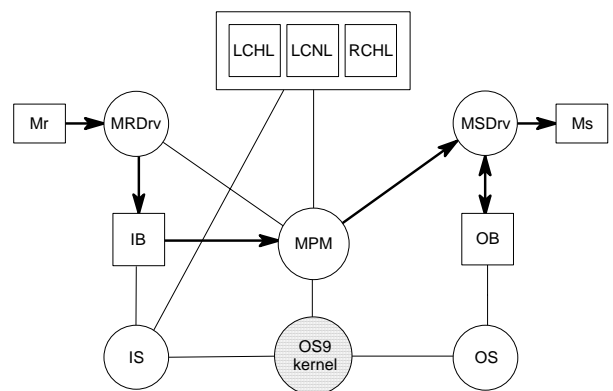 LCHL LCNL RCHL
Mr MRDrv MSDrv Ms
IB MPM OB
IS OS9 kernel OS